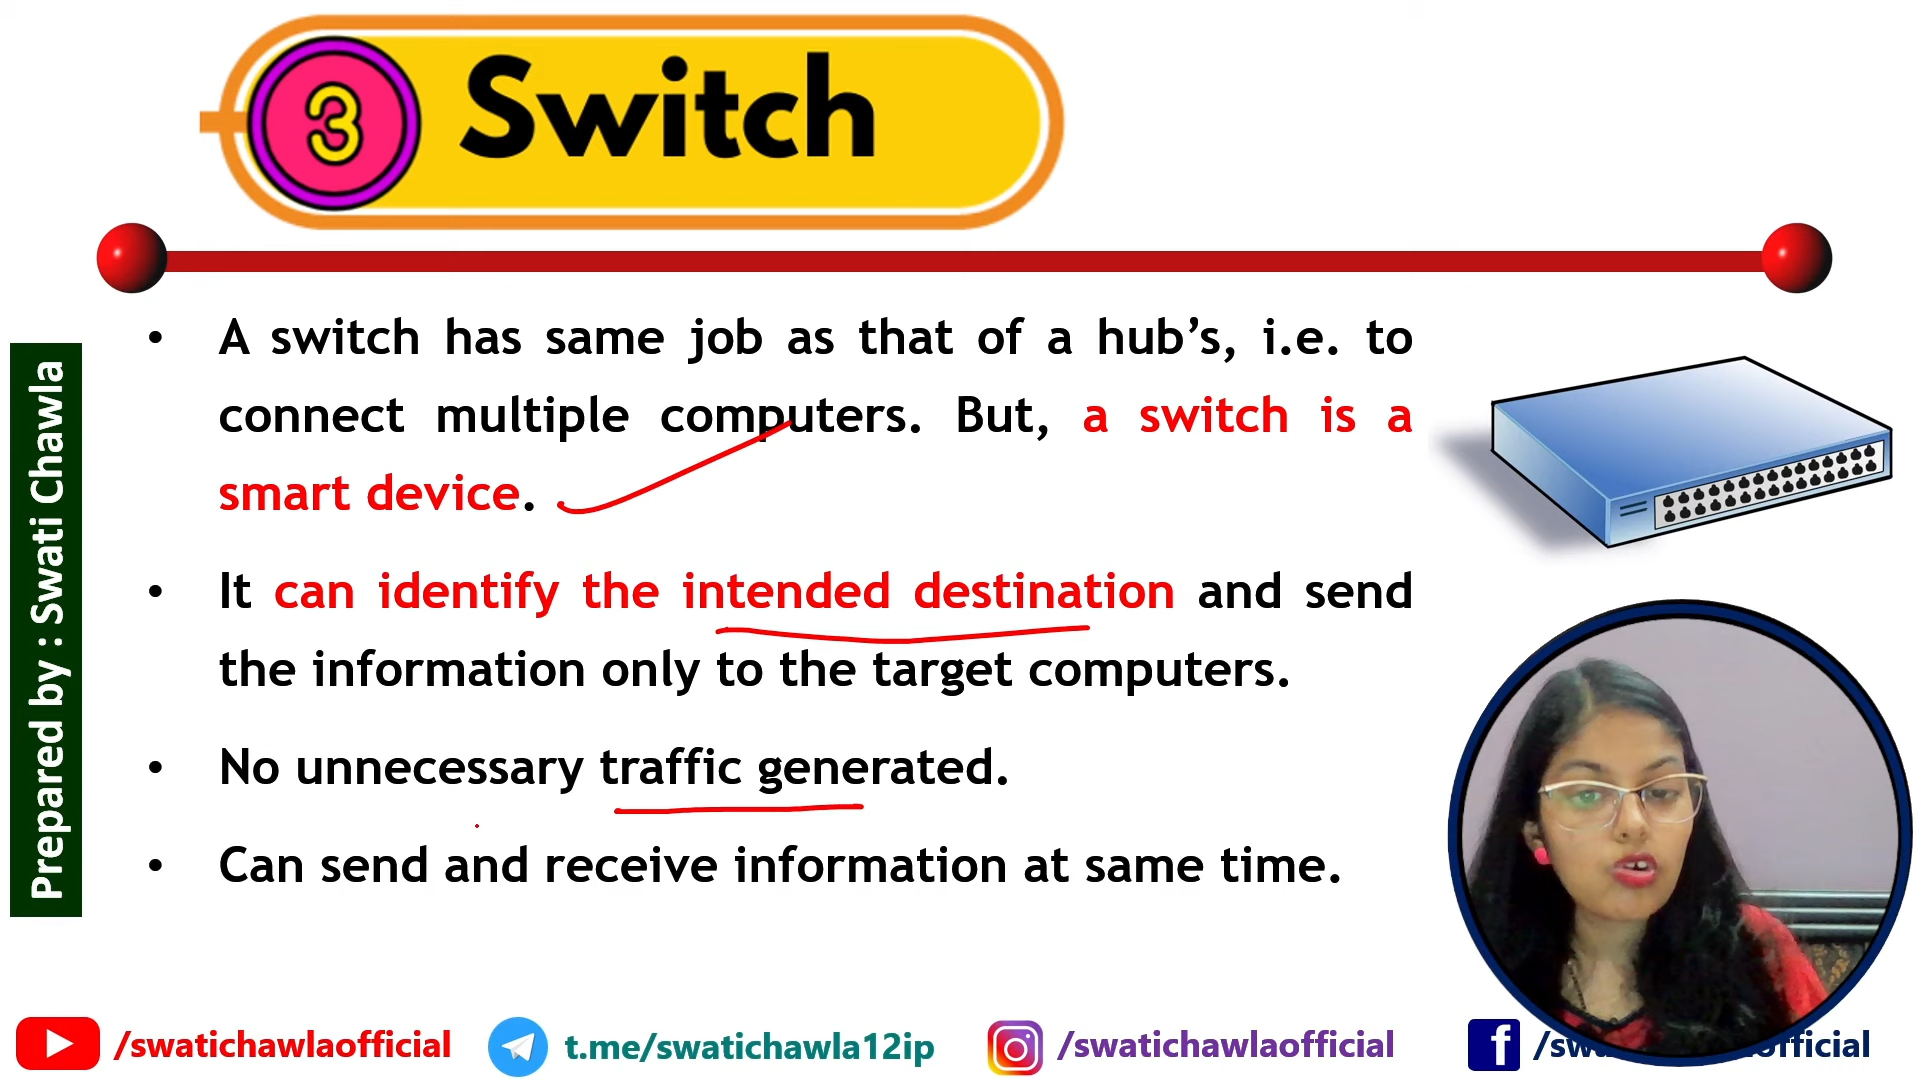 3 Switch
• A switch has same job as that of a hub’s, i.e. to
connect multiple computers. But, a switch is a
smart device.
• It can identify the intended destination and send
the information only to the target computers.
• No unnecessary traffic generated.
• Can send and receive information at same time.
Prepared by : Swati Chawla
/swatichawlaofficial
t.me/swatichawla12ip
/swatichawlaofficial